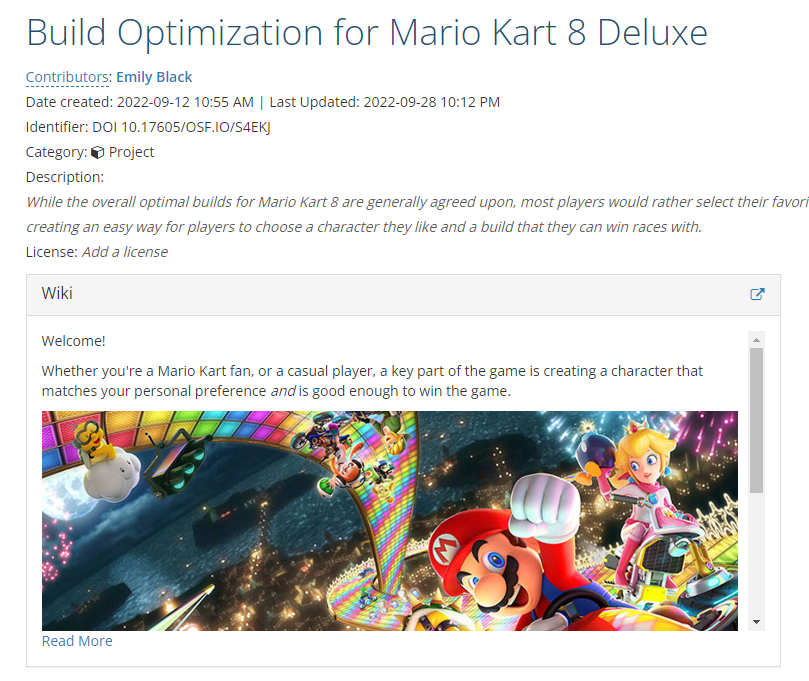 Build Optimization for Mario Kart 8 Deluxe
Contributors: Emily Black
Date created: 2022-09-12 10:55 AM | Last Updated: 2022-09-28 10:12 PM
Identifier: DOI 10.17605/OSF.IO/S4EKJ
Category: Project
Description:
While the overall optimal builds for Mario Kart 8 are generally agreed upon, most players would rather select their favori
creating an easy way for players to choose a character they like and a build that they can win races with.
License: Add a license
Wiki
Welcome!
Whether you're a Mario Kart fan, or a casual player, a key part of the game is creating a character that
matches your personal preference and is good enough to win the game.
Read More